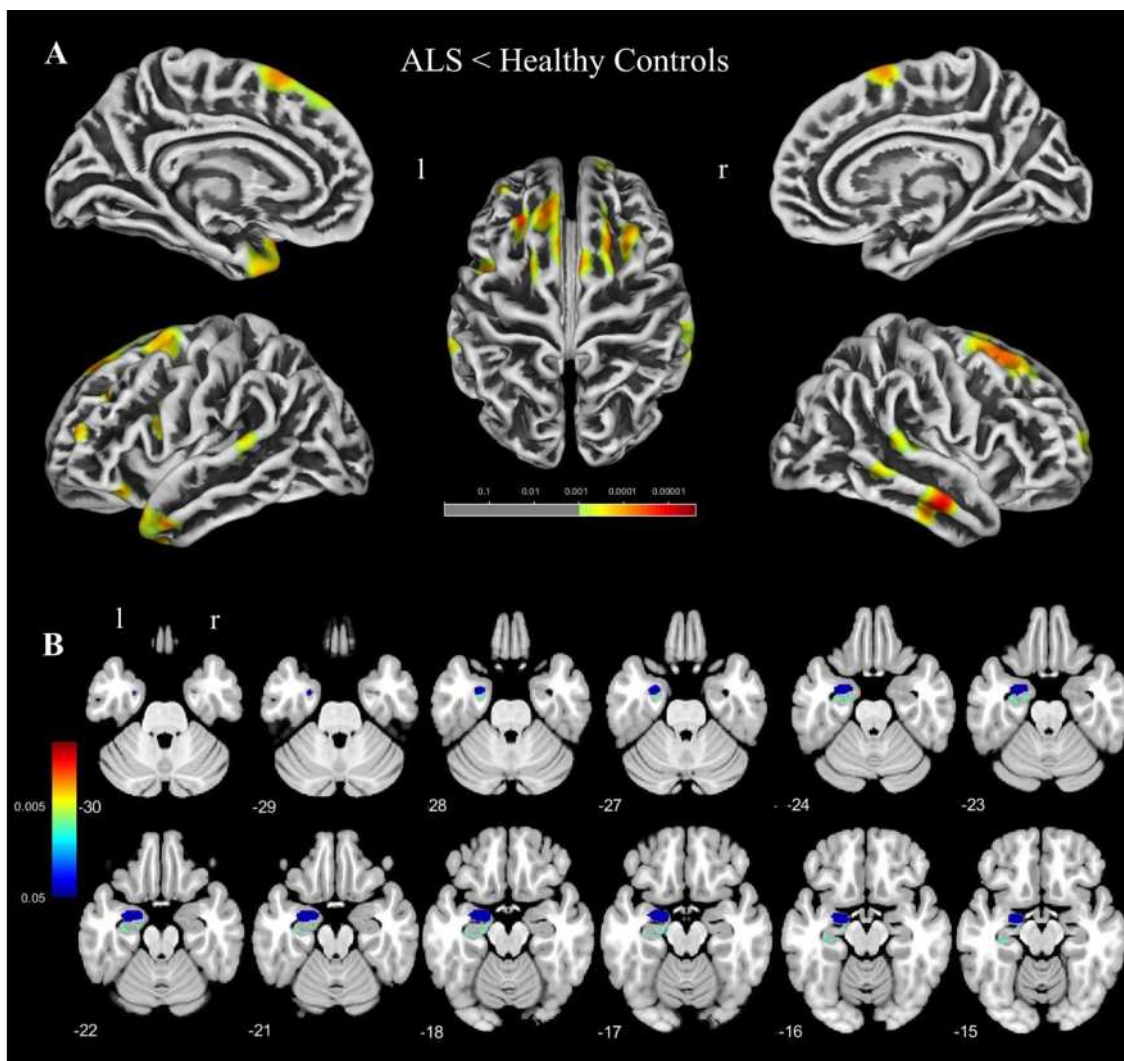 A
ALS < Healthy Controls
l r
0.1 0.01 0.001 0.0001 0.00001
B
l r
0.005
0.05
-30 -29 28 -27 -24 -23
-22 -21 -18 -17 -16 -15